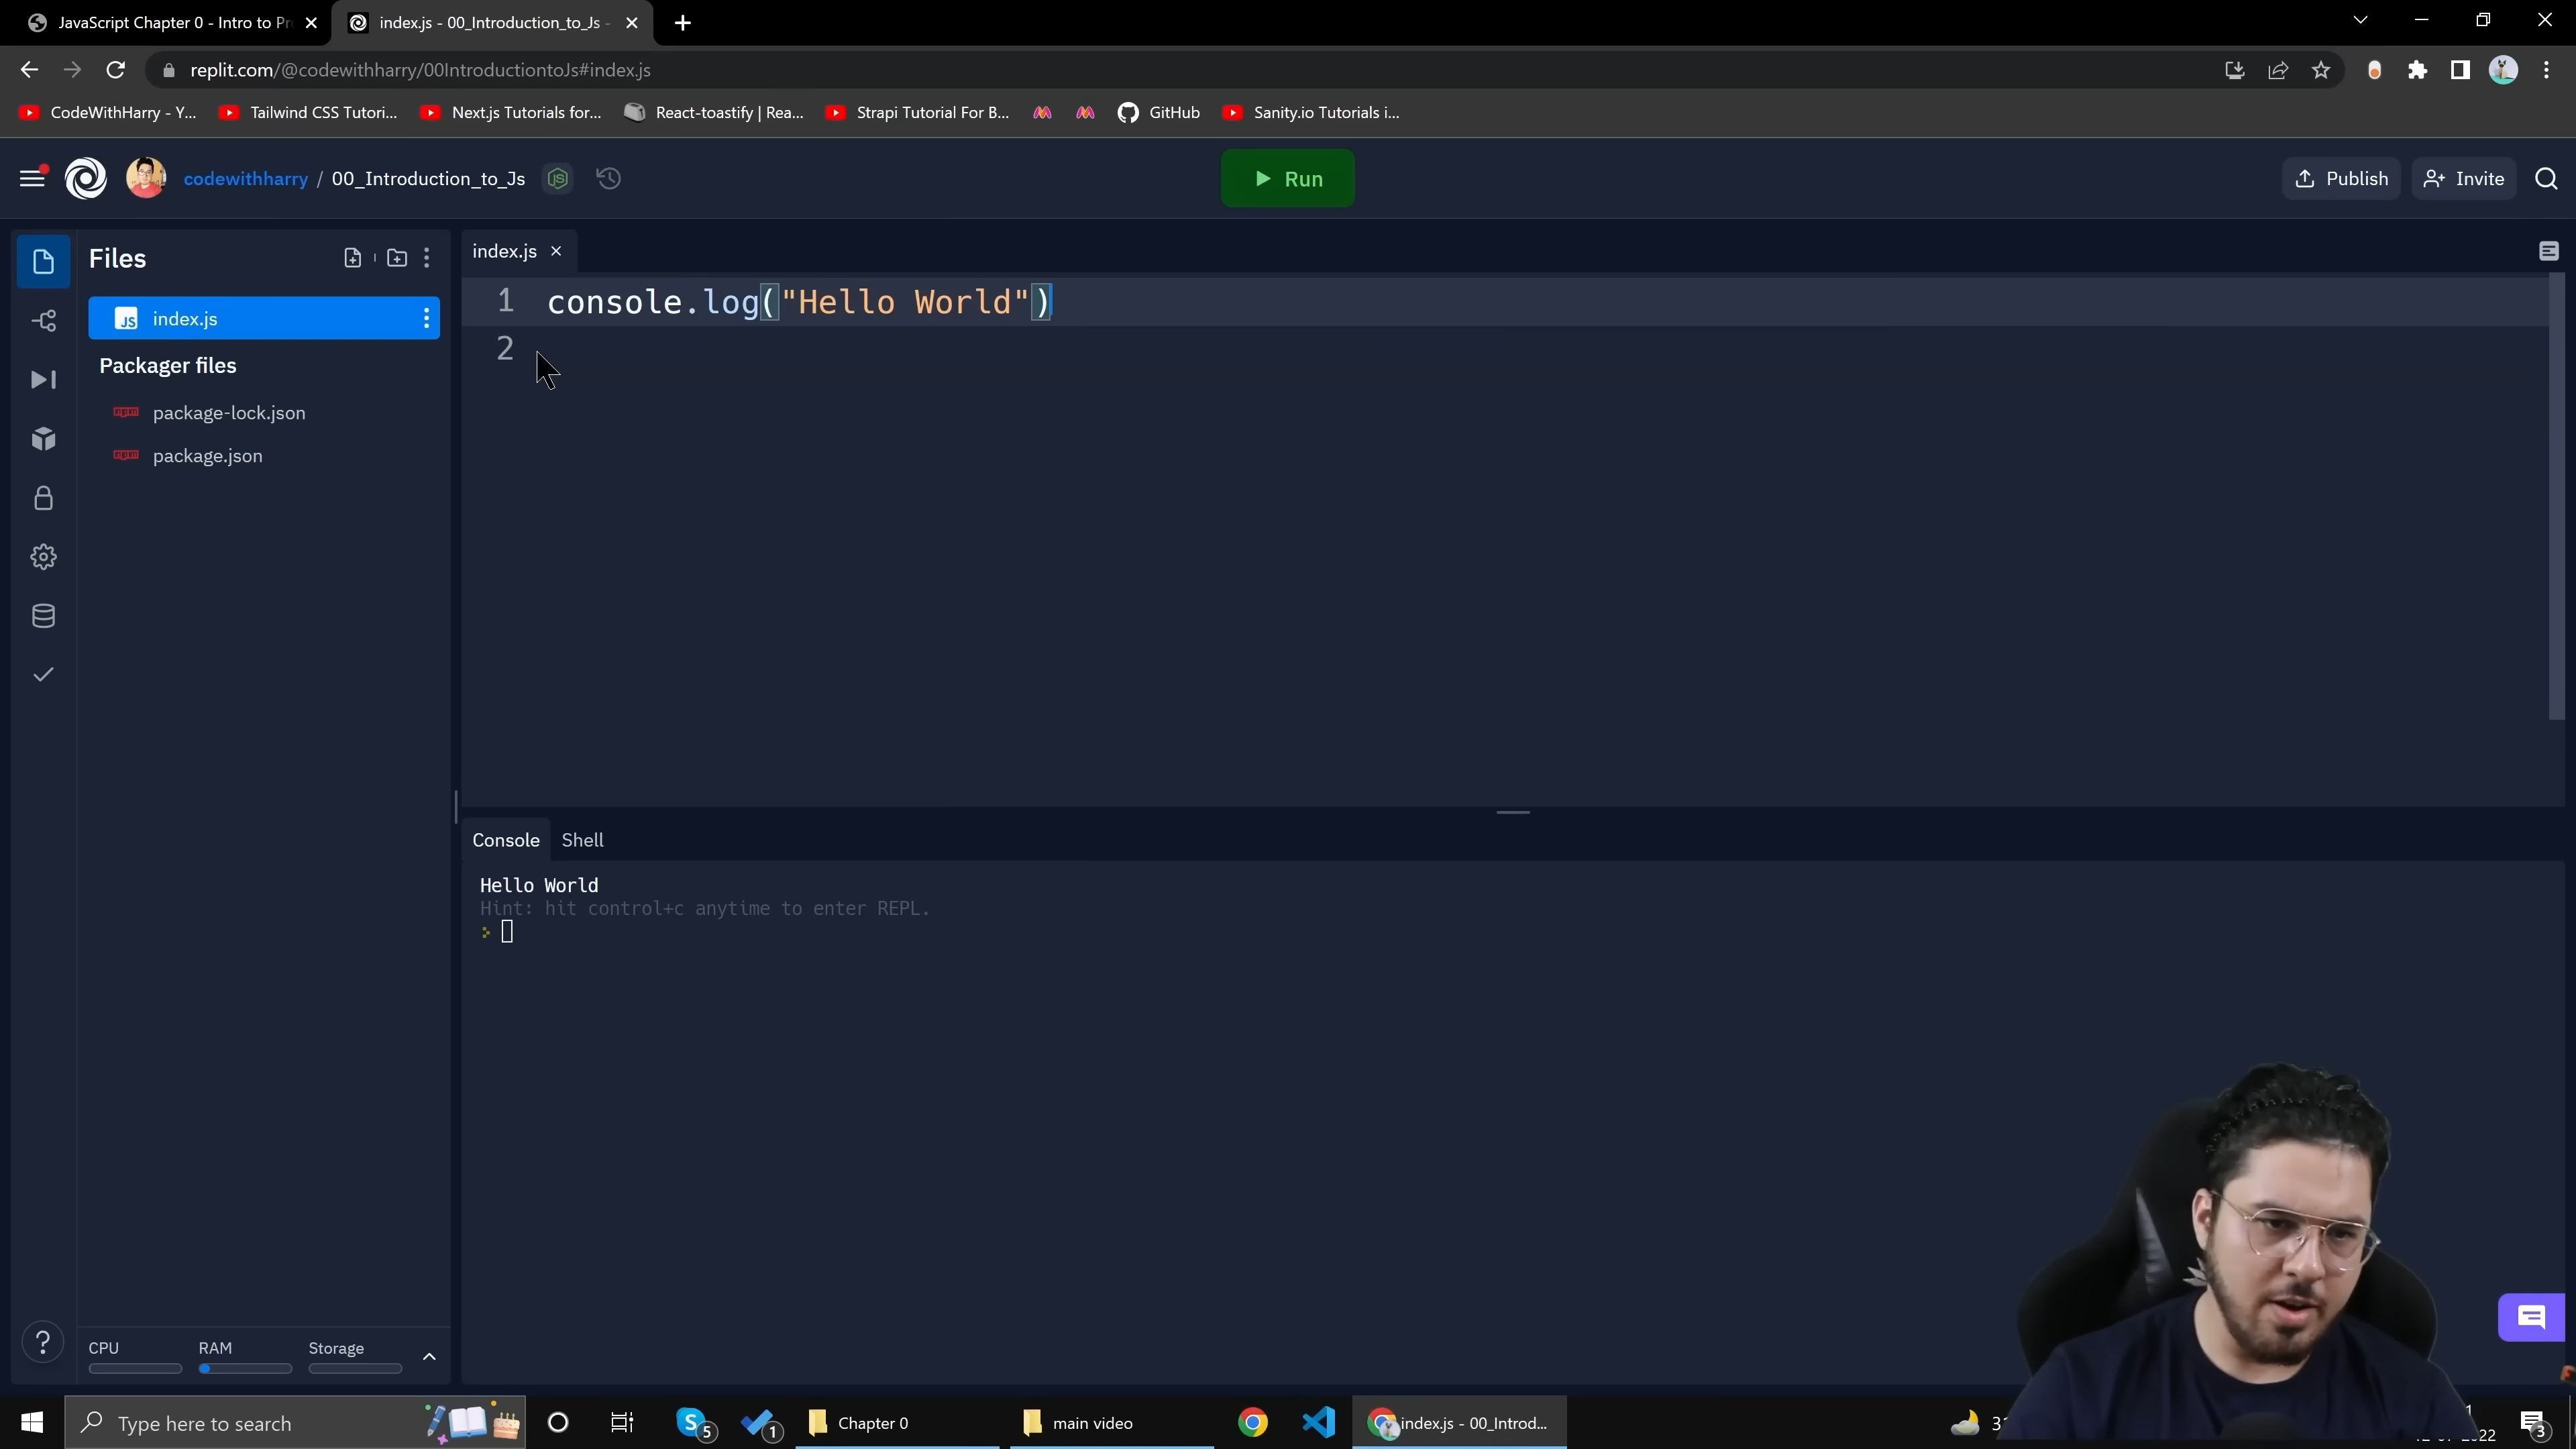 JavaScript Chapter 0 - Intro to Pr
index.js - 00_Introduction_to_Js -
replit.com/@codewithharry/00IntroductiontoJs#index.js
CodeWithHarry - Y...
Tailwind CSS Tutori...
Next.js Tutorials for...
React-toastify | Rea...
Strapi Tutorial For B...
GitHub
Sanity.io Tutorials i...
codewithharry / 00_Introduction_to_Js
Run
Publish
Invite
Files
index.js
Packager files
package-lock.json
package.json
index.js
1 console.log("Hello World")
2
Console
Shell
Hello World
Hint: hit control+c anytime to enter REPL.
CPU
RAM
Storage
?
Type here to search
5
1
Chapter 0
main video
index.js - 00_Introd...
3